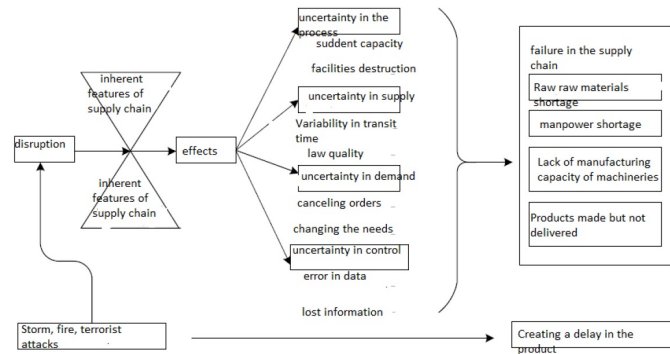 uncertainty in the
process
suddent capacity
facilities destruction
uncertainty in supply
Variability in transit
time
law quality
uncertainty in demand
canceling orders
changing the needs
uncertainty in control
error in data
lost information
inherent
features of
supply chain
disruption
effects
inherent
features of
supply chain
Storm, fire, terrorist
attacks
failure in the supply
chain
Raw raw materials
shortage
manpower shortage
Lack of manufacturing
capacity of machineries
Products made but not
delivered
Creating a delay in the
product